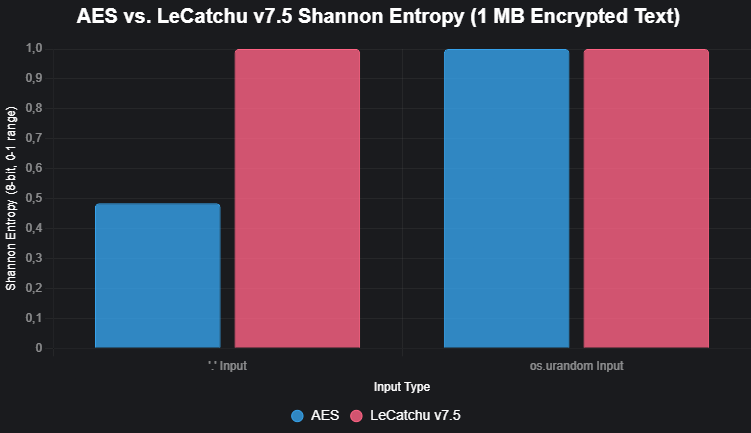 AES vs. LeCatchu v7.5 Shannon Entropy (1 MB Encrypted Text)
Shannon Entropy (8-bit, 0-1 range)
1,0
0,9
0,8
0,7
0,6
0,5
0,4
0,3
0,2
0,1
0
'.' Input
os.urandom Input
Input Type
AES
LeCatchu v7.5